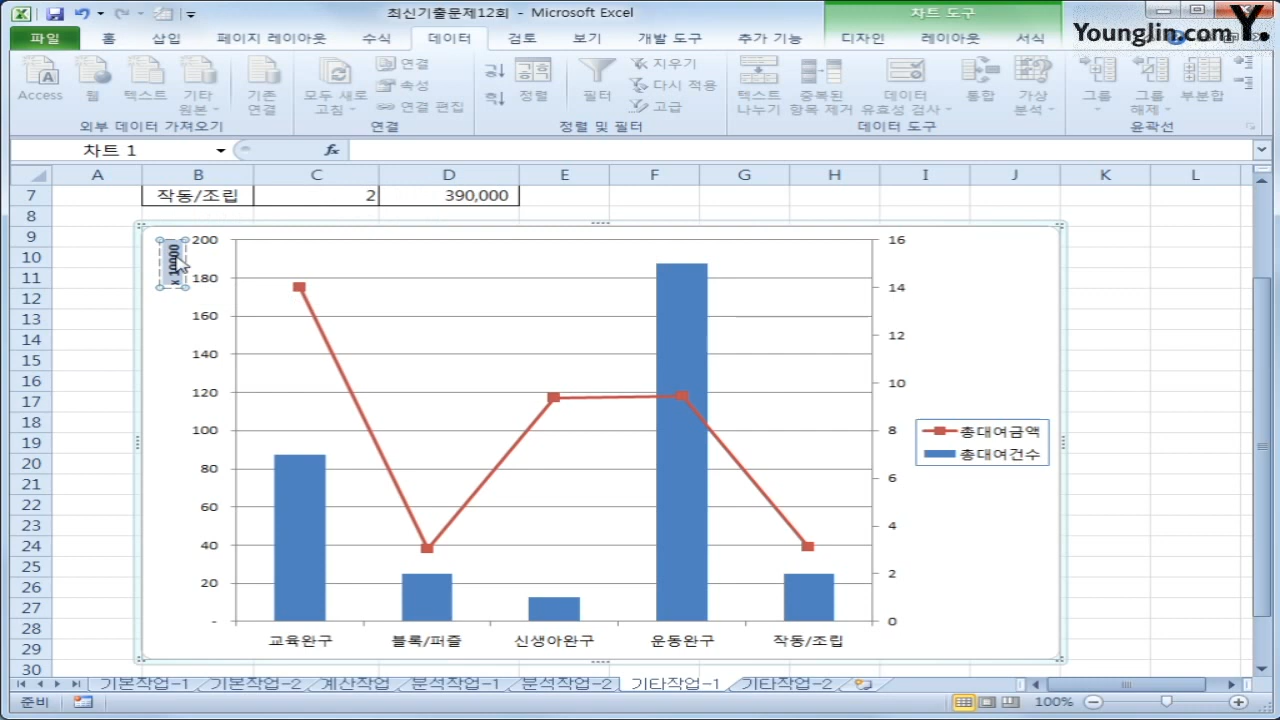 최신기출문제12회 - Microsoft Excel
차트 도구
Younglin.com Y.
파일 홈 삽입 페이지 레이아웃 수식 데이터 검토 보기 개발 도구 추가 기능 디자인 레이아웃 서식
Access 웹 텍스트 기타 원본 기존 연결
외부 데이터 가져오기
모두 새로 고침 연결 속성 연결 편집
연결
정렬 필터 지우기 다시 적용 고급
정렬 및 필터
텍스트 나누기 중복된 항목 제거 데이터 유효성 검사 통합 가상 분석
데이터 도구
그룹 그룹 해제 부분합
윤곽선
차트 1 fx
A B C D E F G H I J K L
7 작동/조립 2 390,000
8
9
10
11
12
13
14
15
16
17
18
19
20
21
22
23
24
25
26
27
28
29
30
x 10000
200
180
160
140
120
100
80
60
40
20
-
16
14
12
10
8
6
4
2
0
총대여금액
총대여건수
교육완구 블록/퍼즐 신생아완구 운동완구 작동/조립
기본작업-1 기본작업-2 계산작업 분석작업-1 분석작업-2 기타작업-1 기타작업-2
준비 100%